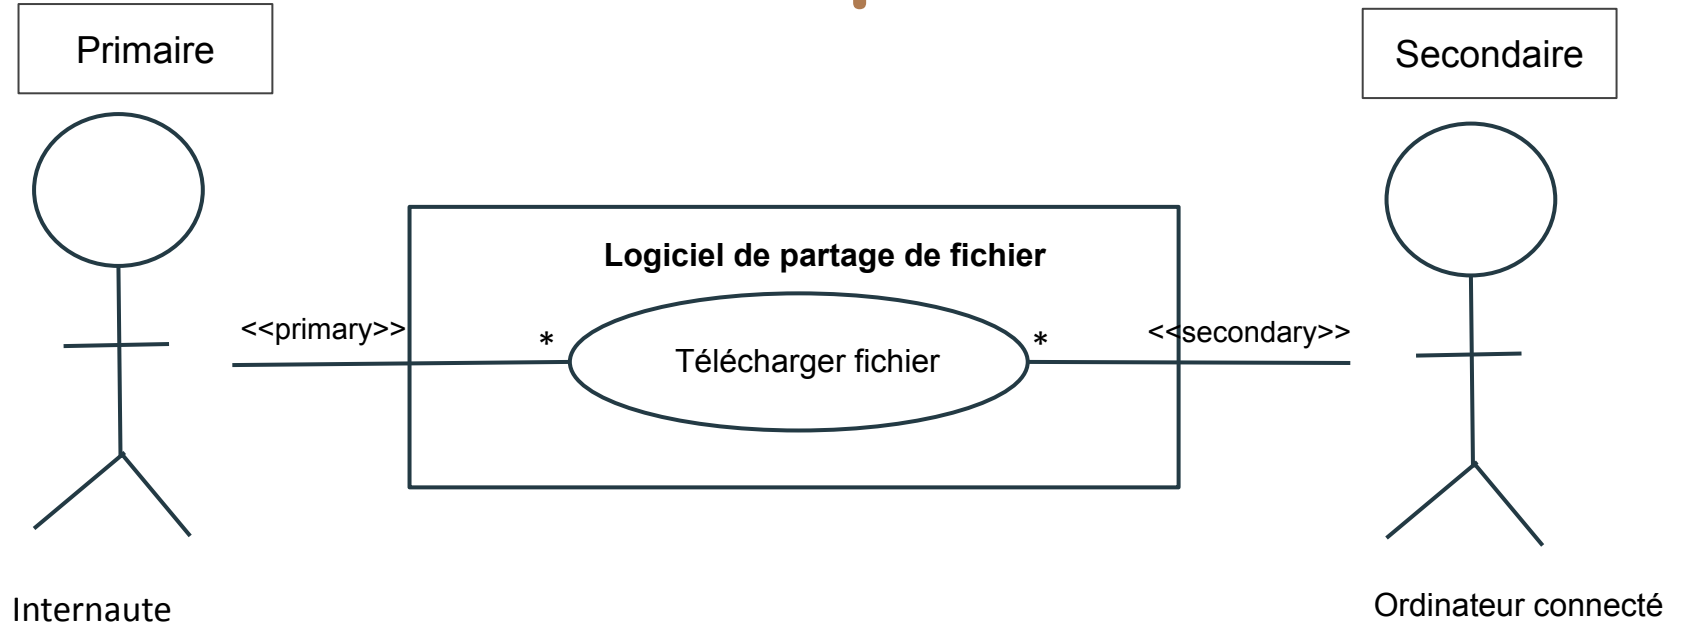 Primaire
Secondaire
Logiciel de partage de fichier
<<primary>>
*
*
<<secondary>>
Télécharger fichier
Internaute
Ordinateur connecté